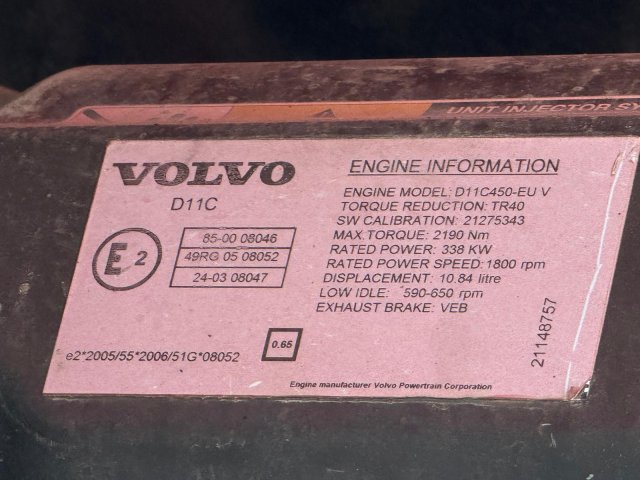 UNIT INJECTOR
VOLVO
D11C
E2
85-00 08046
49RG 05 08052
24-03 08047
e2*2005/55*2006/51G*08052
0.65
ENGINE INFORMATION
ENGINE MODEL: D11C450-EU V
TORQUE REDUCTION: TR40
SW CALIBRATION: 21275343
MAX.TORQUE: 2190 Nm
RATED POWER: 338 KW
RATED POWER SPEED: 1800 rpm
DISPLACEMENT: 10.84 litre
LOW IDLE: 590-650 rpm
EXHAUST BRAKE: VEB
21148757
Engine manufacturer Volvo Powertrain Corporation